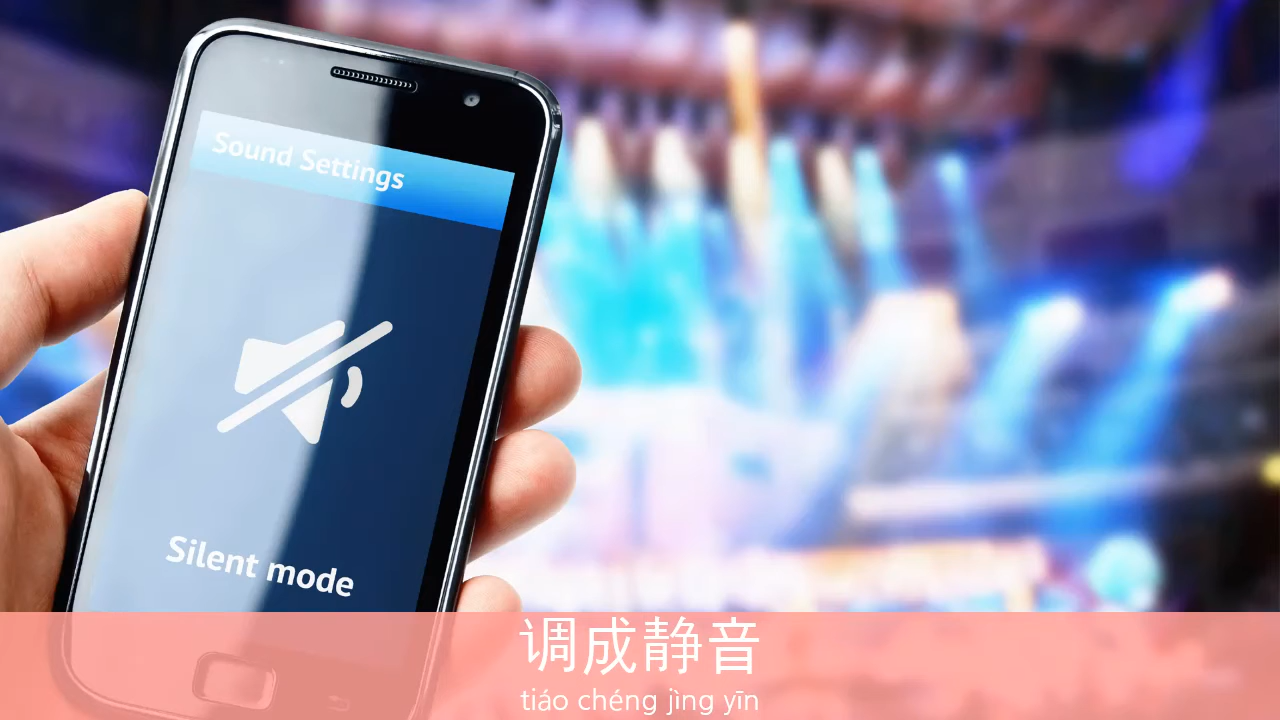 Sound Settings
Silent mode
调成静音
tiáo chéng jìng yīn